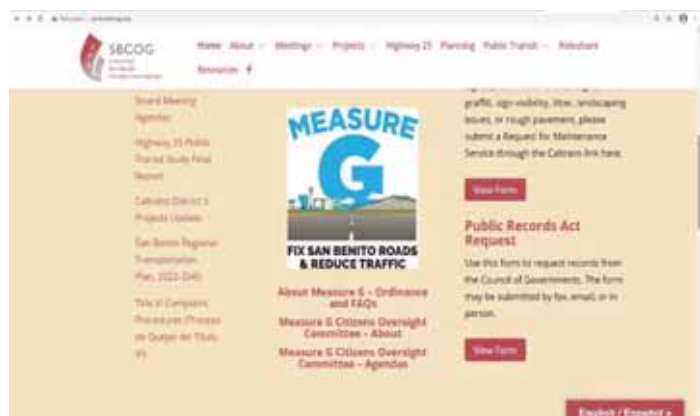 SBCOG
Home About Meetings Projects Highway 25 Planning Public Transit Rideshare
Resources
Board Meeting
Agendas
Highway 25 Public
Transit Study Final
Report
Caltrans District 5
Projects Update
San Benito Regional
Transportation
Plan, 2020-2045
Title VI Complaint
Procedures (Proceso
de Quejas del Título
VI)
MEASURE
G
FIX SAN BENITO ROADS
& REDUCE TRAFFIC
About Measure G – Ordinance
and FAQs
Measure G Citizens Oversight
Committee – About
Measure G Citizens Oversight
Committee – Agendas
graffiti, sign visibility, litter, landscaping
issues, or rough pavement, please
submit a Request for Maintenance
Service through the Caltrans link here.
View Form
Public Records Act
Request
Use this form to request records from
the Council of Governments. The form
may be submitted by fax, email, or in
person.
View Form
English / Español »